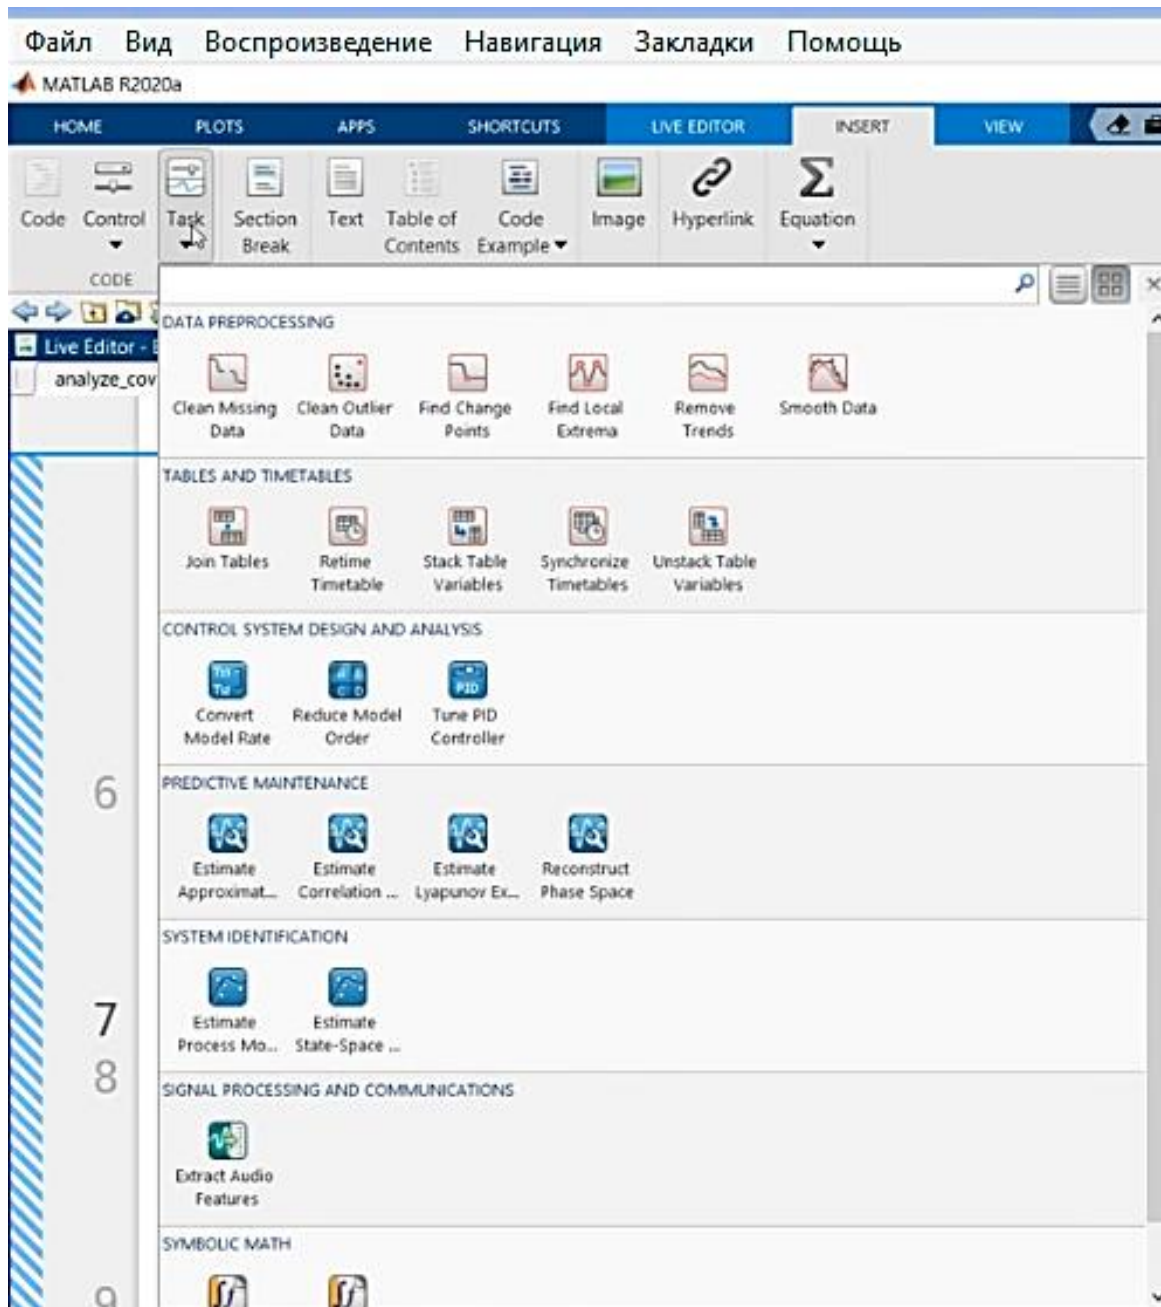 Файл Вид Воспроизведение Навигация Закладки Помощь
MATLAB R2020a
HOME PLOTS APPS SHORTCUTS LIVE EDITOR INSERT VIEW
Code Control Task Section Text Table of Code Image Hyperlink Equation
Break Contents Example
CODE
DATA PREPROCESSING
Live Editor -
analyze_cov
Clean Missing Clean Outlier Find Change Find Local Remove Smooth Data
Data Data Points Extrema Trends
TABLES AND TIMETABLES
Join Tables Retime Stack Table Synchronize Unstack Table
Timetable Variables Timetables Variables
CONTROL SYSTEM DESIGN AND ANALYSIS
PID
Convert Reduce Model Tune PID
Model Rate Order Controller
6
PREDICTIVE MAINTENANCE
Estimate Estimate Estimate Reconstruct
Approximat... Correlation ... Lyapunov Ex... Phase Space
SYSTEM IDENTIFICATION
7
Estimate Estimate
Process Mo... State-Space ...
8
SIGNAL PROCESSING AND COMMUNICATIONS
Extract Audio
Features
SYMBOLIC MATH
9